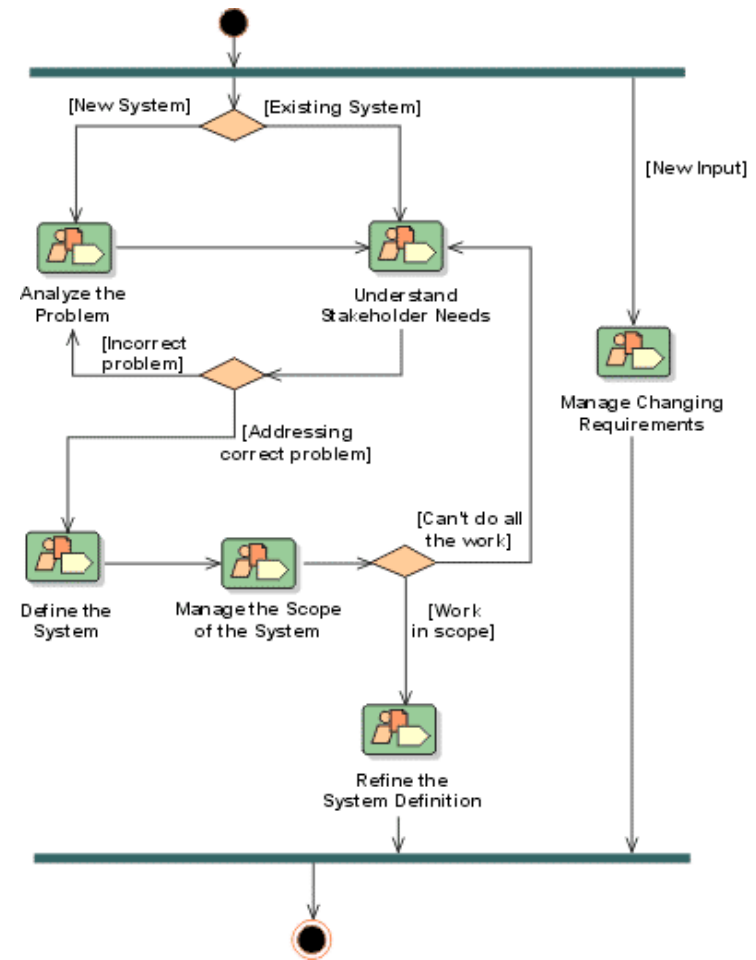 [New System]
[Existing System]
[New Input]
Analyze the
Problem
Understand
Stakeholder Needs
[Incorrect
problem]
Manage Changing
Requirements
[Addressing
correct problem]
[Can't do all
the work]
Define the
System
Manage the Scope
of the System
[Work
in scope]
Refine the
System Definition